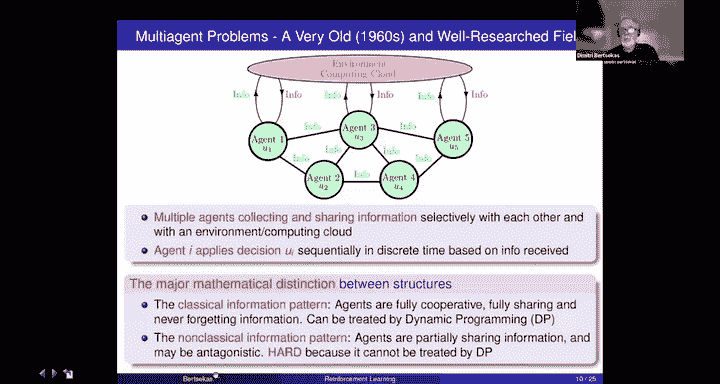 Multiagent Problems - A Very Old (1960s) and Well-Researched Fiel
Dimitri Bertsekas
Environment
Computing Cloud
Info
Info
Info
Info
Info
Info
Agent 1
u1
Info
Agent 3
u3
Info
Agent 5
u5
Info
Info
Info
Info
Agent 2
u2
Info
Agent 4
u4
Multiple agents collecting and sharing information selectively with each other and
with an environment/computing cloud
Agent i applies decision ui sequentially in discrete time based on info received
The major mathematical distinction between structures
The classical information pattern: Agents are fully cooperative, fully sharing and
never forgetting information. Can be treated by Dynamic Programming (DP)
The nonclassical information pattern: Agents are partially sharing information, and
may be antagonistic. HARD because it cannot be treated by DP
Bertsekas
Reinforcement Learning
10 / 25